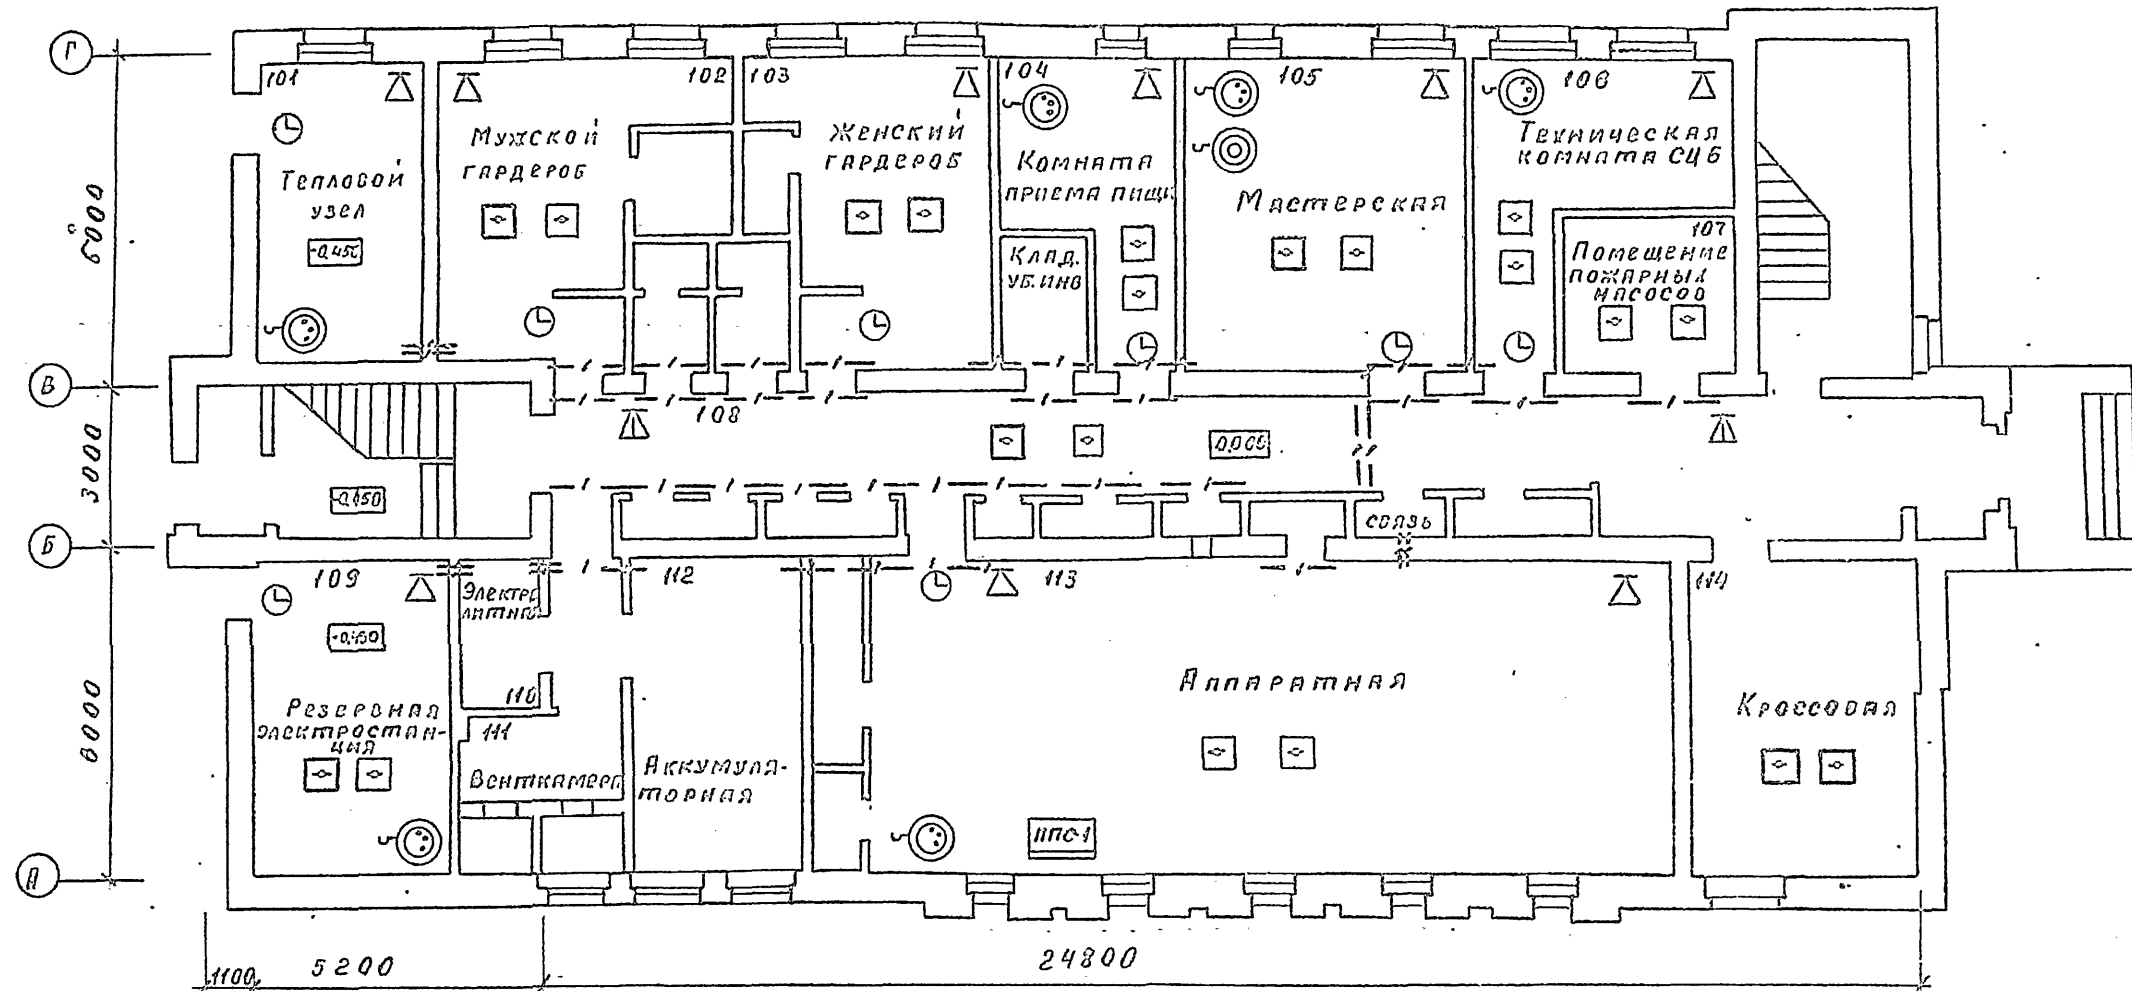 Г
101
102
103
104
105
106
Мужской
гардероб
Женский
гардероб
Комната
приема пищи
Техническая
комната СЦБ
Тепловой
узел
Мастерская
-0,450
Клад.
уб. инв
107
Помещение
пожарных
насосов
6000
В
108
0,000
3000
-0,450
связь
Б
109
Электро
литная
112
113
114
-0,450
110
Резервная
электростан-
ция
111
Аппаратная
Кроссовая
6000
Венткамера
Аккумуля-
торная
ППС-1
А
1100
5200
24800